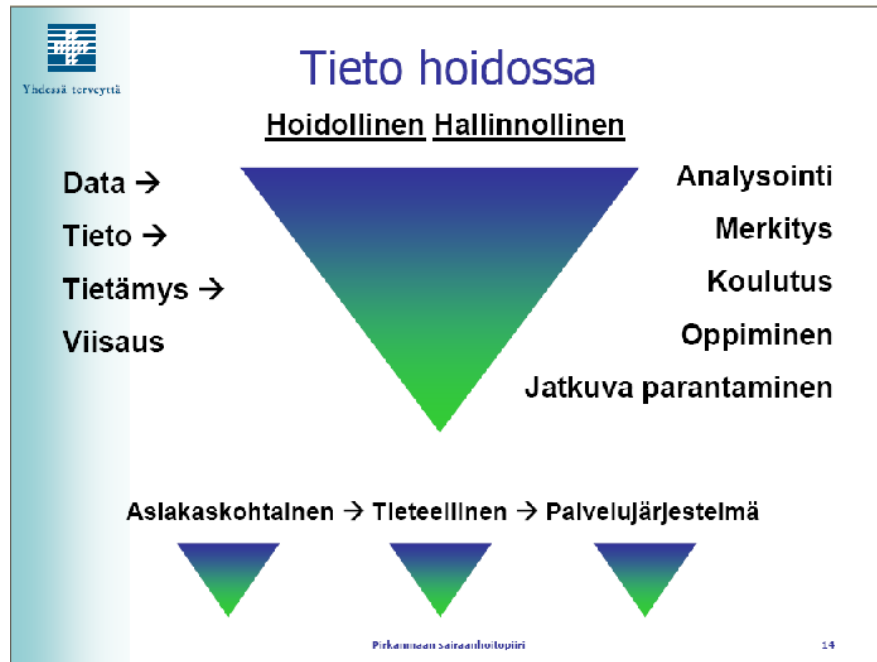 Yhdessä terveyttä
Tieto hoidossa
Hoidollinen Hallinnollinen
Data →
Tieto →
Tietämys →
Viisaus
Analysointi
Merkitys
Koulutus
Oppiminen
Jatkuva parantaminen
Asiakaskohtainen → Tieteellinen → Palvelujärjestelmä
Pirkanmaan sairaanhoitopiiri
14